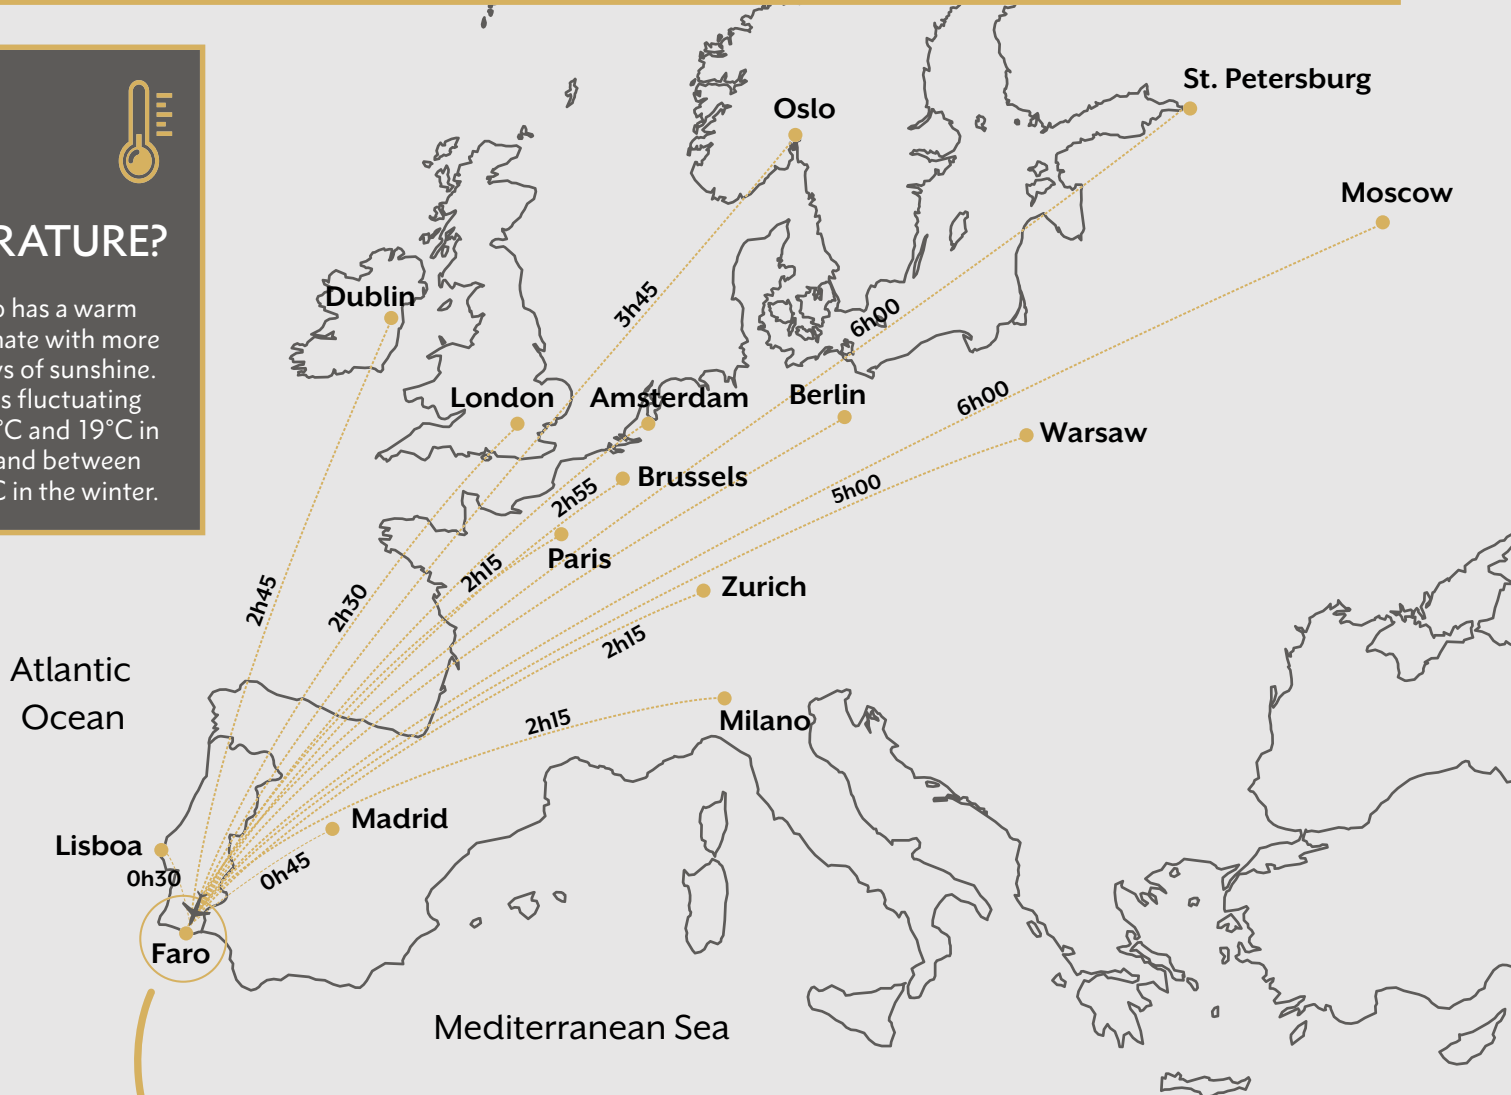 RATURE?
has a warm
nate with more
s of sunshine.
s fluctuating
°C and 19°C in
and between
C in the winter.
St. Petersburg
Oslo
Moscow
Dublin
3h45
6h00
London
Amsterdam
Berlin
6h00
Warsaw
Brussels
2h55
5h00
Paris
2h15
Zurich
2h45
2h30
2h15
Atlantic
Ocean
2h15
Milano
Madrid
Lisboa
0h30
0h45
Faro
Mediterranean Sea